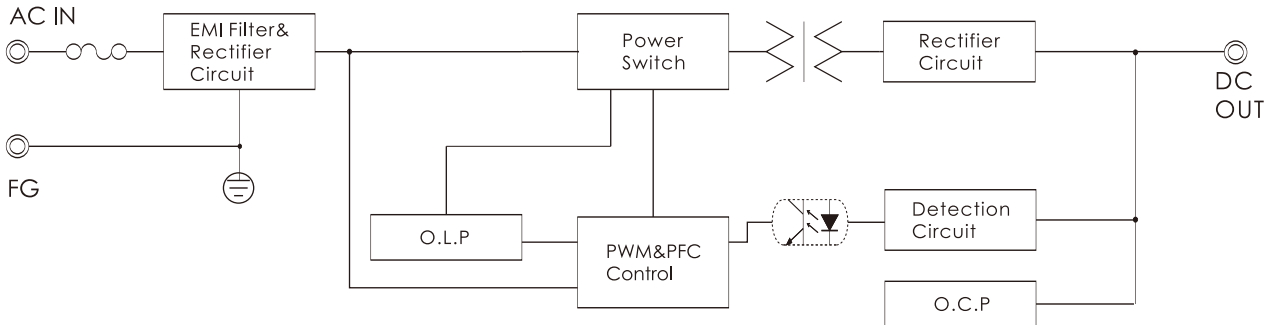 AC IN
EMI Filter&
Rectifier
Circuit
Power
Switch
Rectifier
Circuit
DC
OUT
FG
O.L.P
PWM&PFC
Control
Detection
Circuit
O.C.P